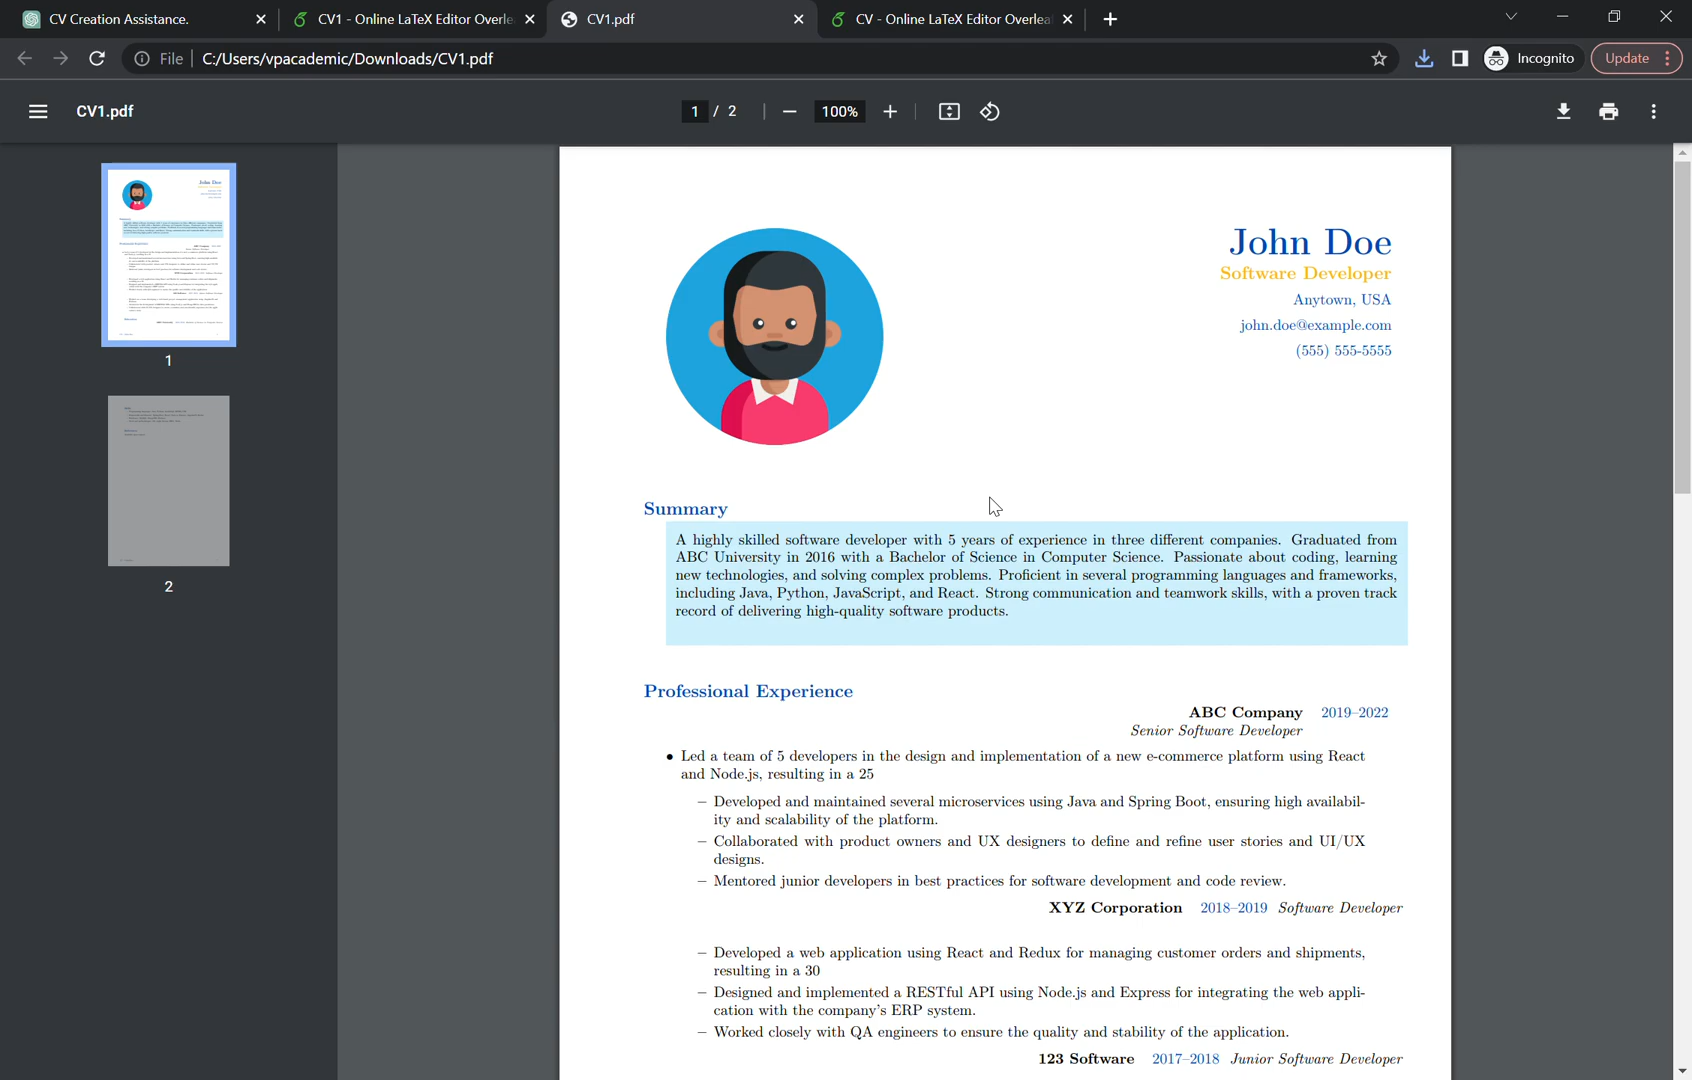 CV Creation Assistance.
CV1 - Online LaTeX Editor Overle
CV1.pdf
CV - Online LaTeX Editor Overlea
File
C:/Users/vpacademic/Downloads/CV1.pdf
Incognito
Update
CV1.pdf
1 / 2
100%
1
2
John Doe
Software Developer
Anytown, USA
john.doe@example.com
(555) 555-5555
Summary
A highly skilled software developer with 5 years of experience in three different companies. Graduated from
ABC University in 2016 with a Bachelor of Science in Computer Science. Passionate about coding, learning
new technologies, and solving complex problems. Proficient in several programming languages and frameworks,
including Java, Python, JavaScript, and React. Strong communication and teamwork skills, with a proven track
record of delivering high-quality software products.
Professional Experience
ABC Company 2019–2022
Senior Software Developer
• Led a team of 5 developers in the design and implementation of a new e-commerce platform using React
and Node.js, resulting in a 25
– Developed and maintained several microservices using Java and Spring Boot, ensuring high availabil-
ity and scalability of the platform.
– Collaborated with product owners and UX designers to define and refine user stories and UI/UX
designs.
– Mentored junior developers in best practices for software development and code review.
XYZ Corporation 2018–2019 Software Developer
– Developed a web application using React and Redux for managing customer orders and shipments,
resulting in a 30
– Designed and implemented a RESTful API using Node.js and Express for integrating the web appli-
cation with the company's ERP system.
– Worked closely with QA engineers to ensure the quality and stability of the application.
123 Software 2017–2018 Junior Software Developer